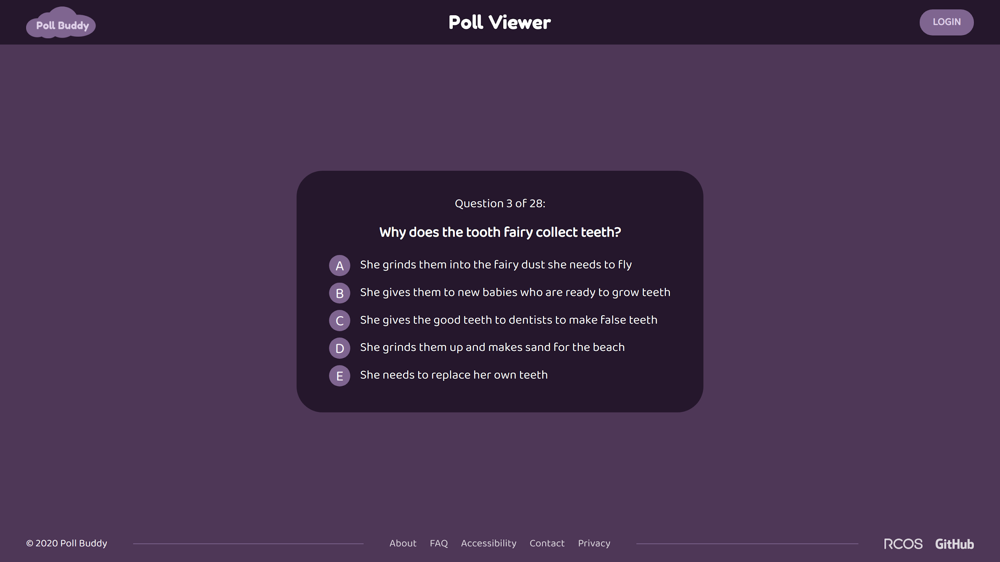 Poll Buddy
Poll Viewer
LOGIN
Question 3 of 28:
Why does the tooth fairy collect teeth?
A She grinds them into the fairy dust she needs to fly
B She gives them to new babies who are ready to grow teeth
C She gives the good teeth to dentists to make false teeth
D She grinds them up and makes sand for the beach
E She needs to replace her own teeth
© 2020 Poll Buddy About FAQ Accessibility Contact Privacy RCOS GitHub